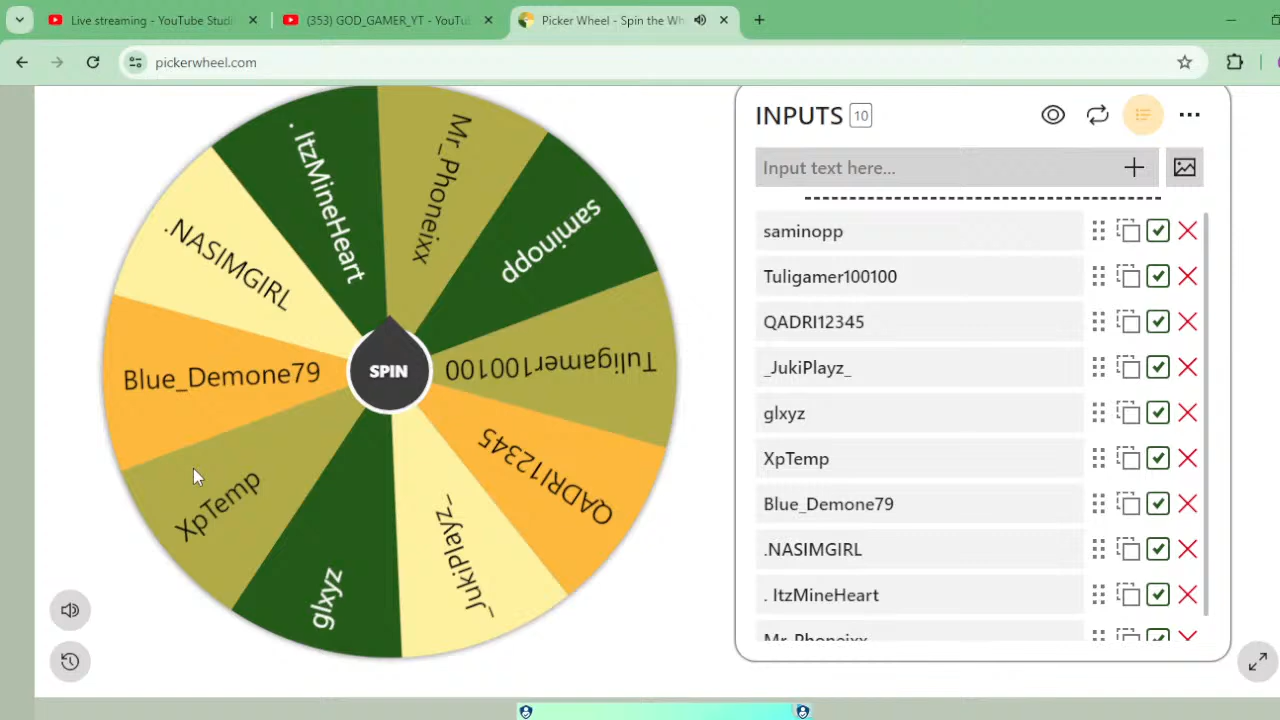 Live streaming - YouTube Studi
(353) GOD_GAMER_YT - YouTu
Picker Wheel - Spin the Wh
pickerwheel.com
. ItzMineHeart
Mr_Phoneixx
saminopp
.NASIMGIRL
Tuligamer100100
Blue_Demone79
SPIN
QADRI12345
XpTemp
_JukiPlayz_
glxyz
INPUTS 10
Input text here...
saminopp
Tuligamer100100
QADRI12345
_JukiPlayz_
glxyz
XpTemp
Blue_Demone79
.NASIMGIRL
. ItzMineHeart
Mr_Phoneixx